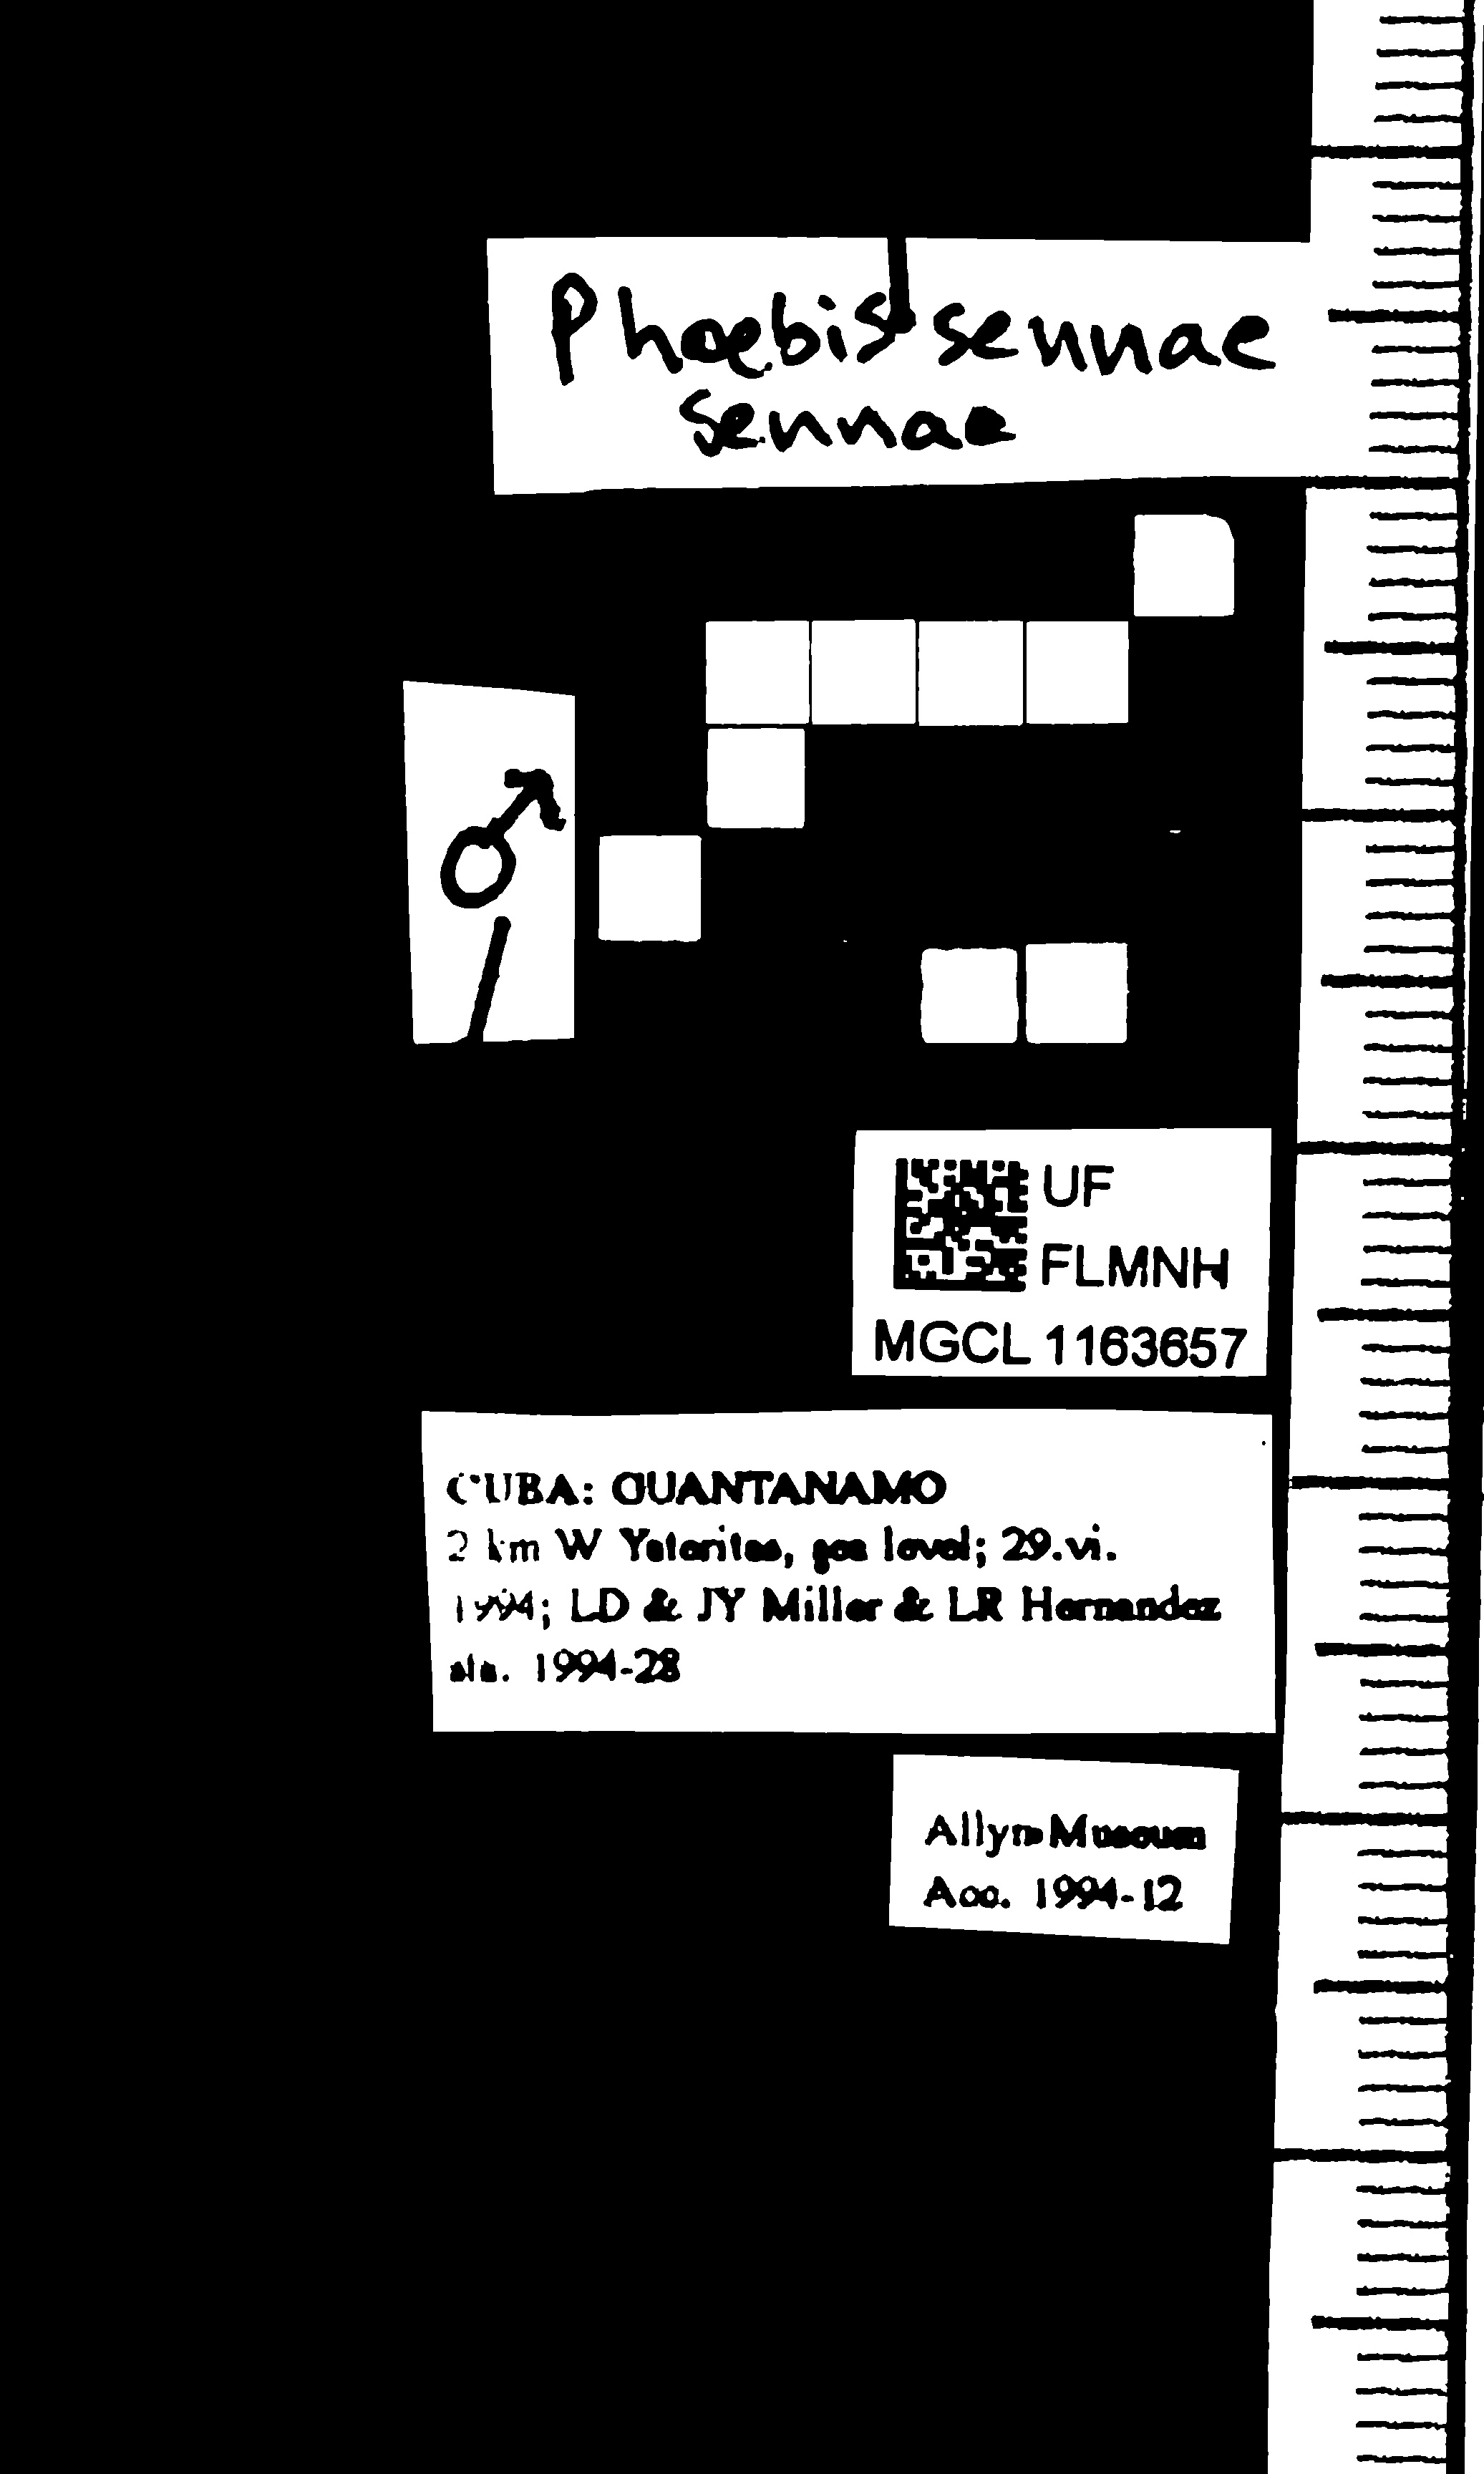 Phoebis sennae
sennae
♂
UF
FLMNH
MGCL 1163657
CUBA: GUANTANAMO
2 km W Yateritas, sea level; 29.vi.
1994; LD & JY Miller & LR Hernandez
sta. 1994-28
Allyn Museum
Acc. 1994-12